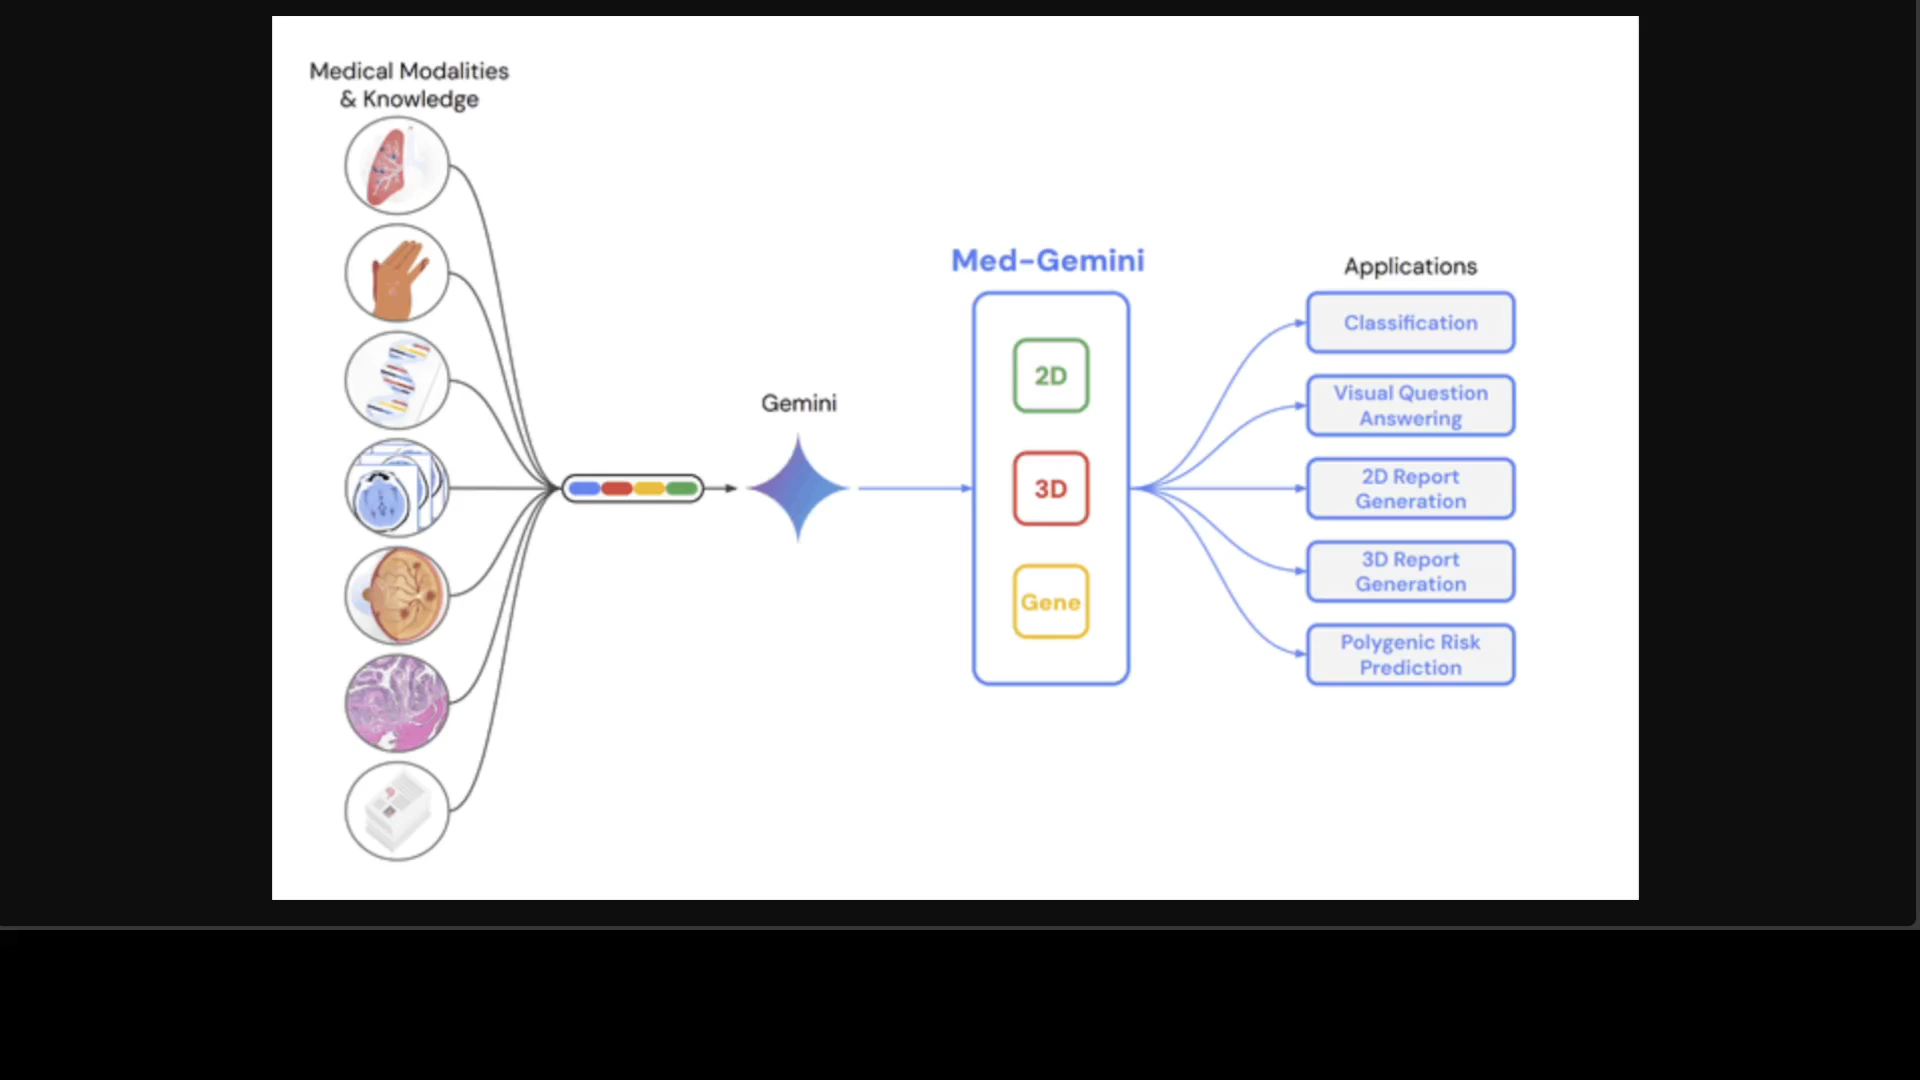 Medical Modalities
& Knowledge
Gemini
Med-Gemini
2D
3D
Gene
Applications
Classification
Visual Question
Answering
2D Report
Generation
3D Report
Generation
Polygenic Risk
Prediction